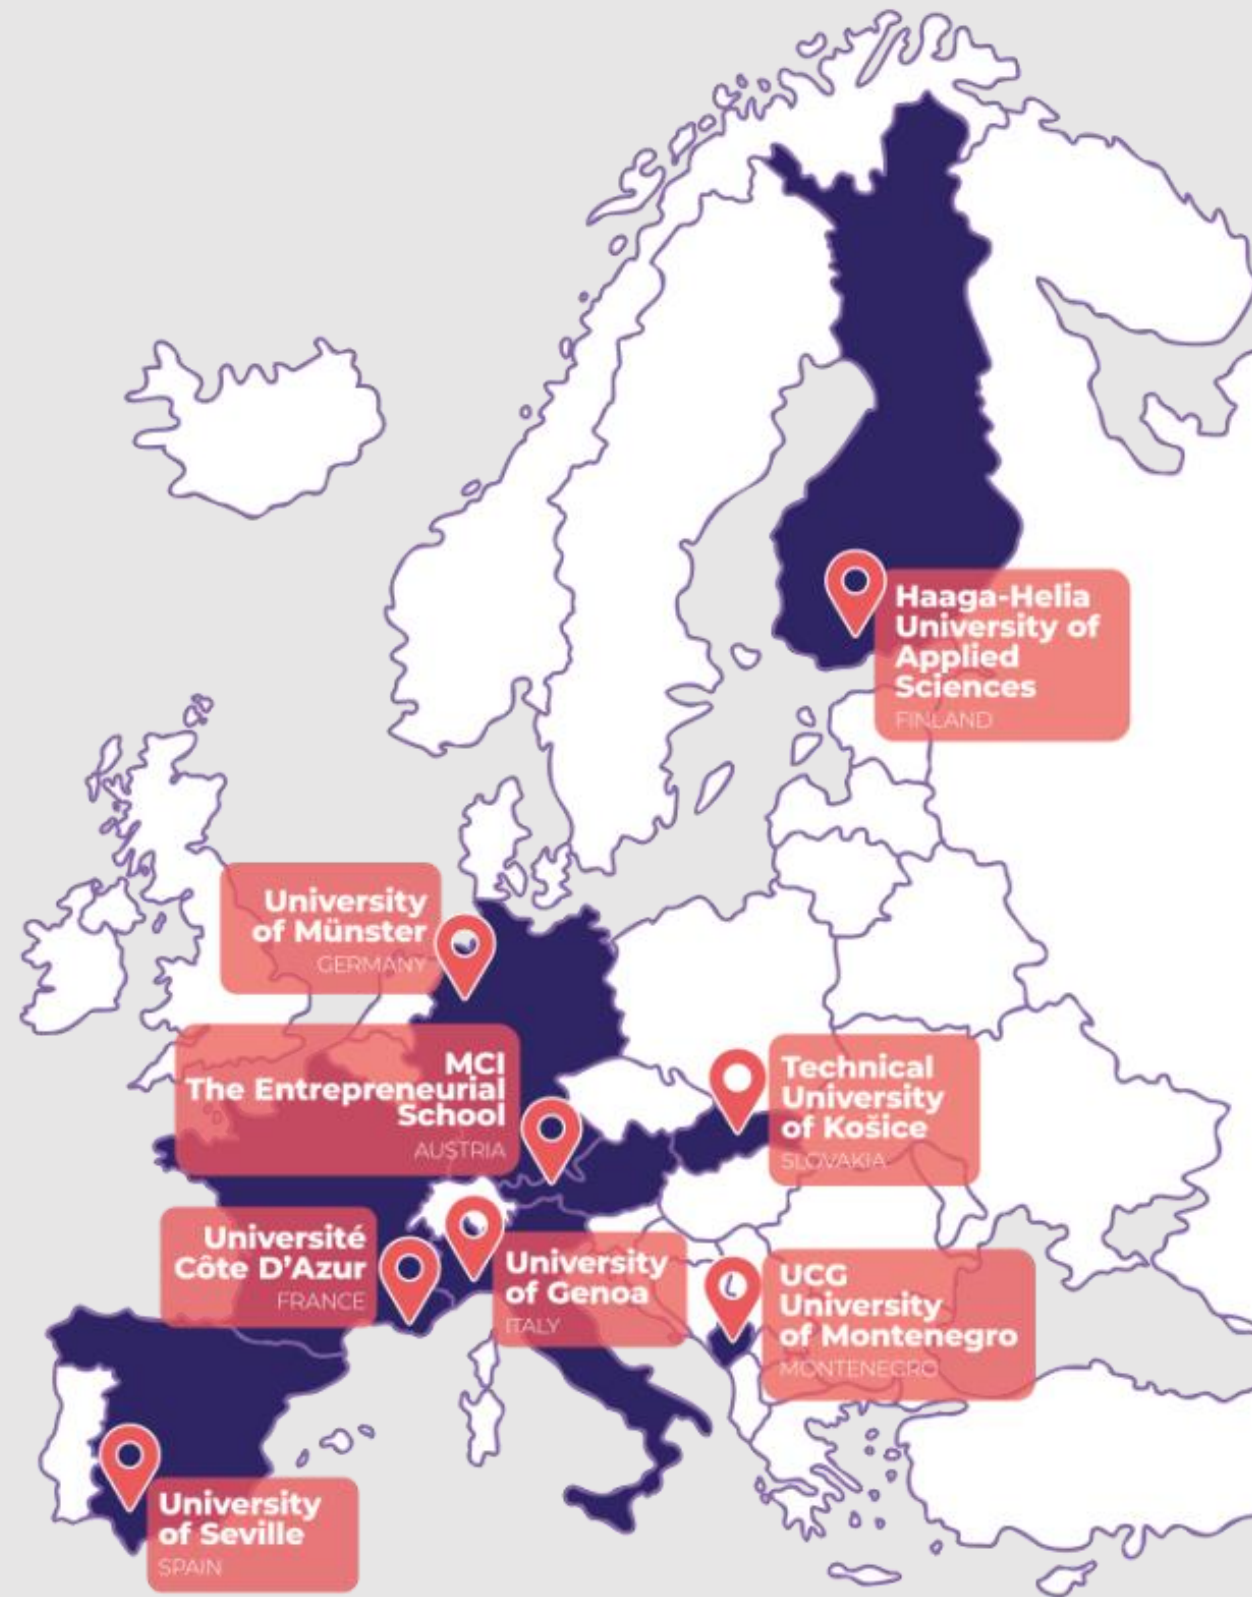 Haaga-Helia
University of
Applied
Sciences
FINLAND
University
of Münster
GERMANY
MCI
The Entrepreneurial
School
AUSTRIA
Technical
University
of Košice
SLOVAKIA
Université
Côte D'Azur
FRANCE
University
of Genoa
ITALY
UCG
University
of Montenegro
MONTENEGRO
University
of Seville
SPAIN